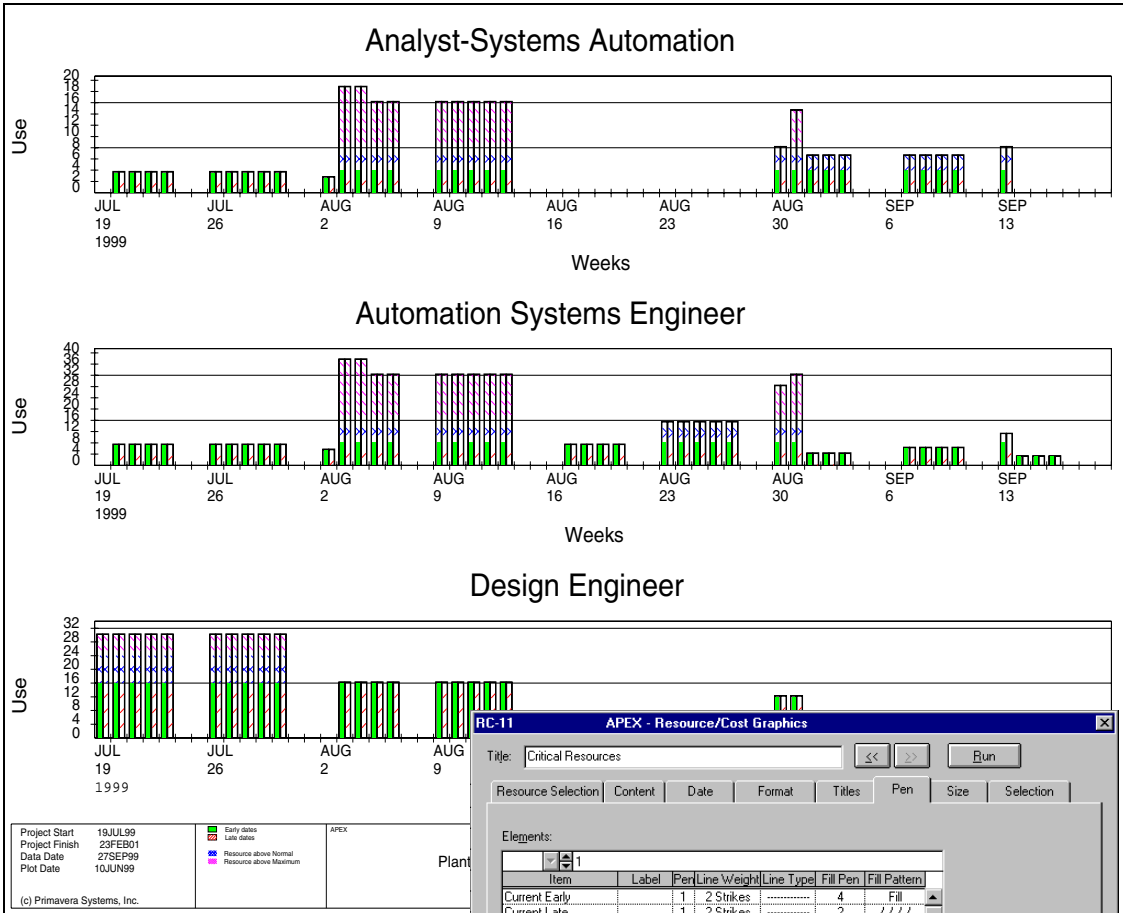 Analyst-Systems Automation
20
18
16
14
12
10
8
6
4
2
0
Use
JUL JUL AUG AUG AUG AUG AUG SEP SEP
19 26 2 9 16 23 30 6 13
1999
Weeks
Automation Systems Engineer
40
36
32
28
24
20
16
12
8
4
0
Use
JUL JUL AUG AUG AUG AUG AUG SEP SEP
19 26 2 9 16 23 30 6 13
1999
Weeks
Design Engineer
32
28
24
20
16
12
8
4
0
Use
JUL JUL AUG AUG
19 26 2 9
1999
Project Start 19JUL99
Project Finish 23FEB01
Data Date 27SEP99
Plot Date 10JUN99
(c) Primavera Systems, Inc.
Early dates
Late dates
Resource above Normal
Resource above Maximum
APEX
Plant
RC-11 APEX - Resource/Cost Graphics
Title: Critical Resources << >> Run
Resource Selection Content Date Format Titles Pen Size Selection
Elements:
1
Item Label Pen Line Weight Line Type Fill Pen Fill Pattern
Current Early 1 2 Strikes ------------ 4 Fill
Current Late 1 2 Strikes ------------ 2 / / / /